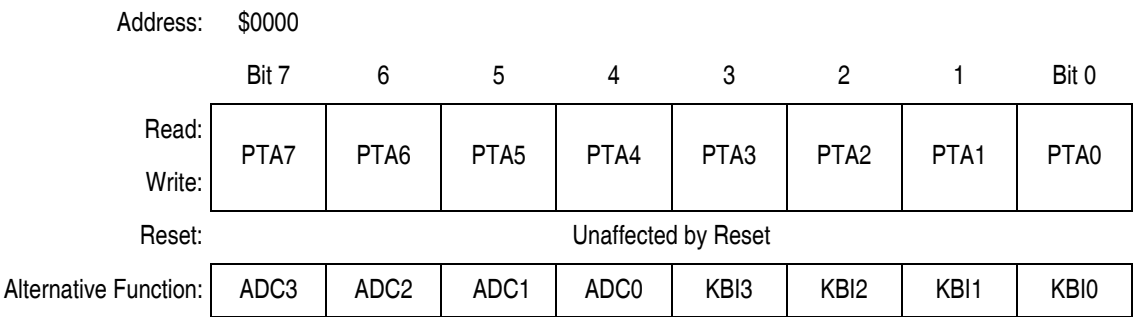 Address: $0000
Bit 7 6 5 4 3 2 1 Bit 0
Read:
PTA7 PTA6 PTA5 PTA4 PTA3 PTA2 PTA1 PTA0
Write:
Reset: Unaffected by Reset
Alternative Function: ADC3 ADC2 ADC1 ADC0 KBI3 KBI2 KBI1 KBI0